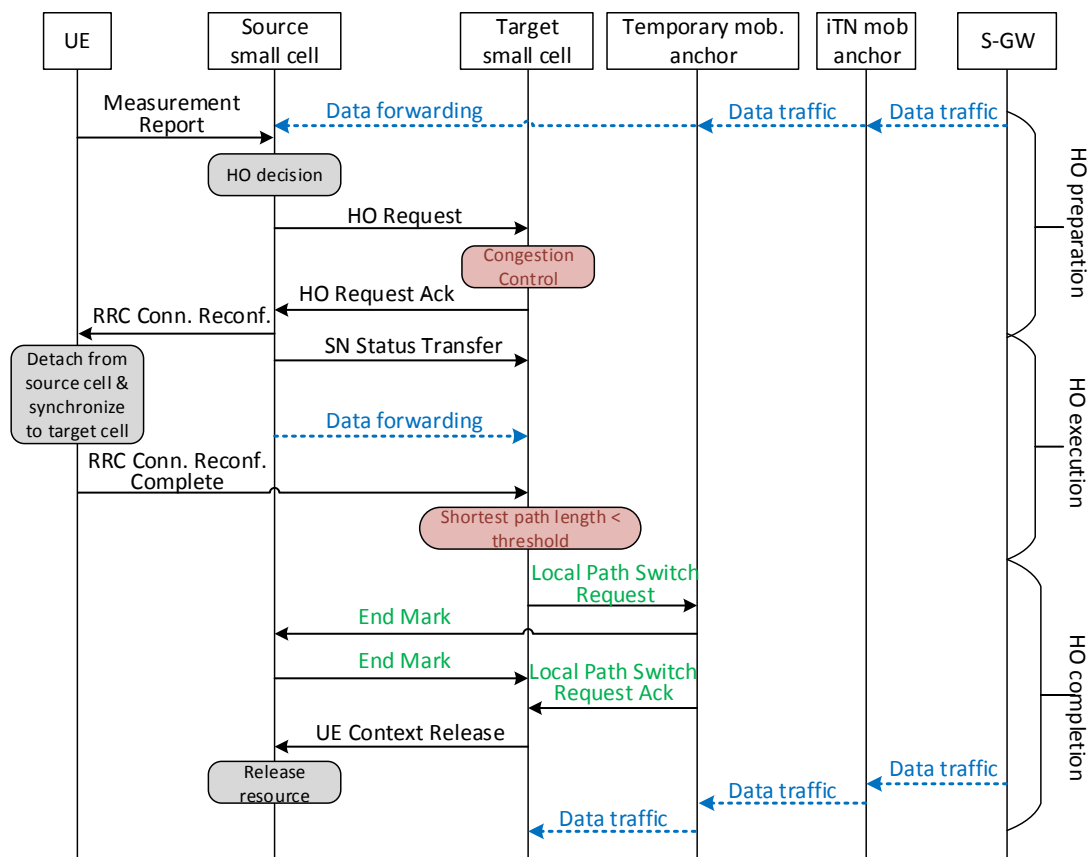 UE
Source
small cell
Target
small cell
Temporary mob.
anchor
iTN mob
anchor
S-GW
Measurement
Report
Data forwarding
Data traffic
Data traffic
HO decision
HO Request
Congestion
Control
HO Request Ack
RRC Conn. Reconf.
HO preparation
SN Status Transfer
Detach from
source cell &
synchronize
to target cell
Data forwarding
RRC Conn. Reconf.
Complete
Shortest path length <
threshold
HO execution
Local Path Switch
Request
End Mark
End Mark
Local Path Switch
Request Ack
UE Context Release
Release
resource
Data traffic
Data traffic
Data traffic
HO completion